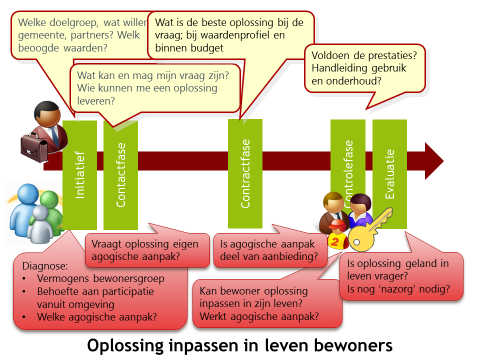 Welke doelgroep, wat willen
gemeente, partners? Welk
beoogde waarden?
Wat is de beste oplossing bij de
vraag; bij waardenprofiel en
binnen budget
Wat kan en mag mijn vraag zijn?
Wie kunnen me een oplossing
leveren?
Voldoen de prestaties?
Handleiding gebruik
en onderhoud?
Initiatief
Contactfase
Contractfase
Controlefase
Evaluatie
2
Vraagt oplossing eigen
agogische aanpak?
Is agogische aanpak
deel van aanbieding?
Diagnose:
• Vermogens bewonersgroep
• Behoefte aan participatie
vanuit omgeving
• Welke agogische aanpak?
Kan bewoner oplossing
inpassen in zijn leven?
Werkt agogische aanpak?
Is oplossing geland in
leven vrager?
Is nog 'nazorg' nodig?
Oplossing inpassen in leven bewoners